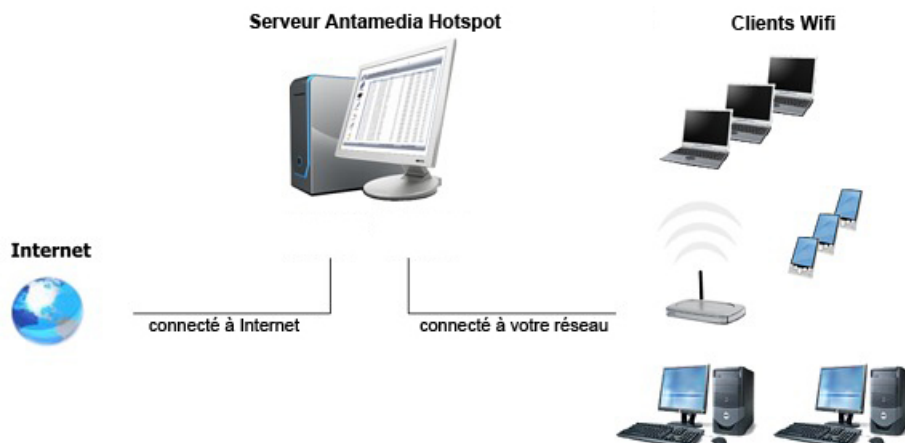 Serveur Antamedia Hotspot
Clients Wifi
Internet
connecté à Internet
connecté à votre réseau